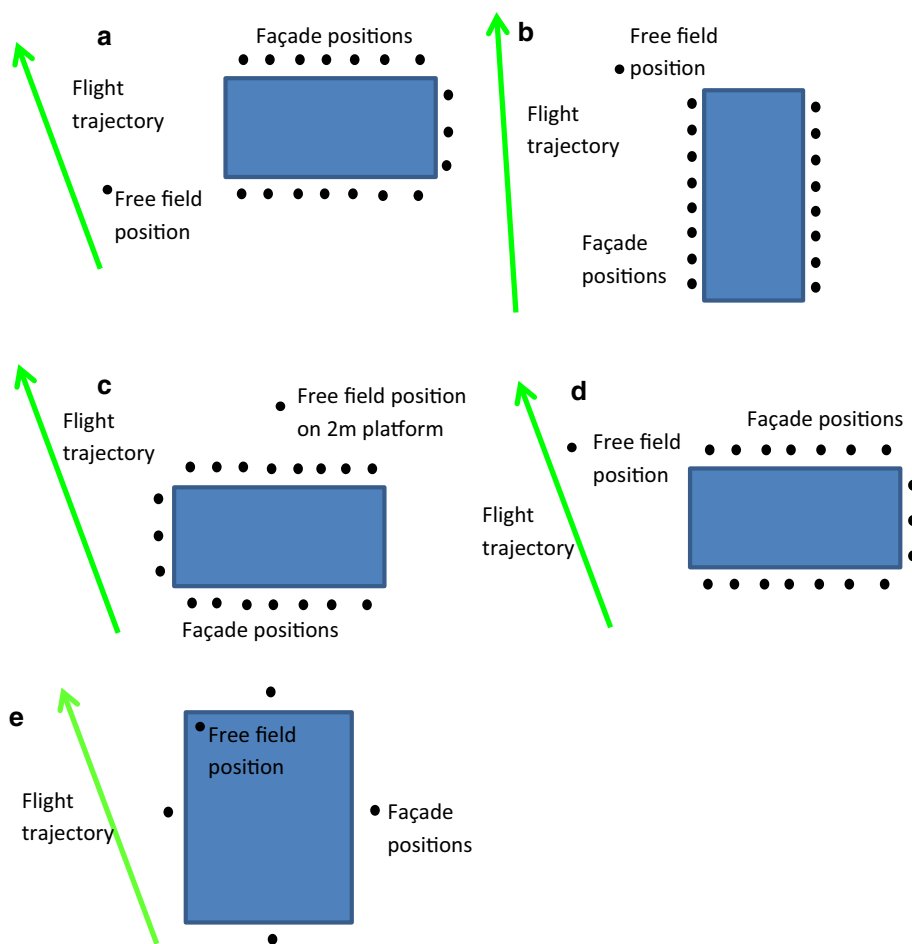 a
Façade positions
Flight
trajectory
Free field
position
b
Free field
position
Flight
trajectory
Façade
positions
c
Flight
trajectory
Free field position
on 2m platform
Façade positions
d
Façade positions
Free field
position
Flight
trajectory
e
Free field
position
Flight
trajectory
Façade
positions